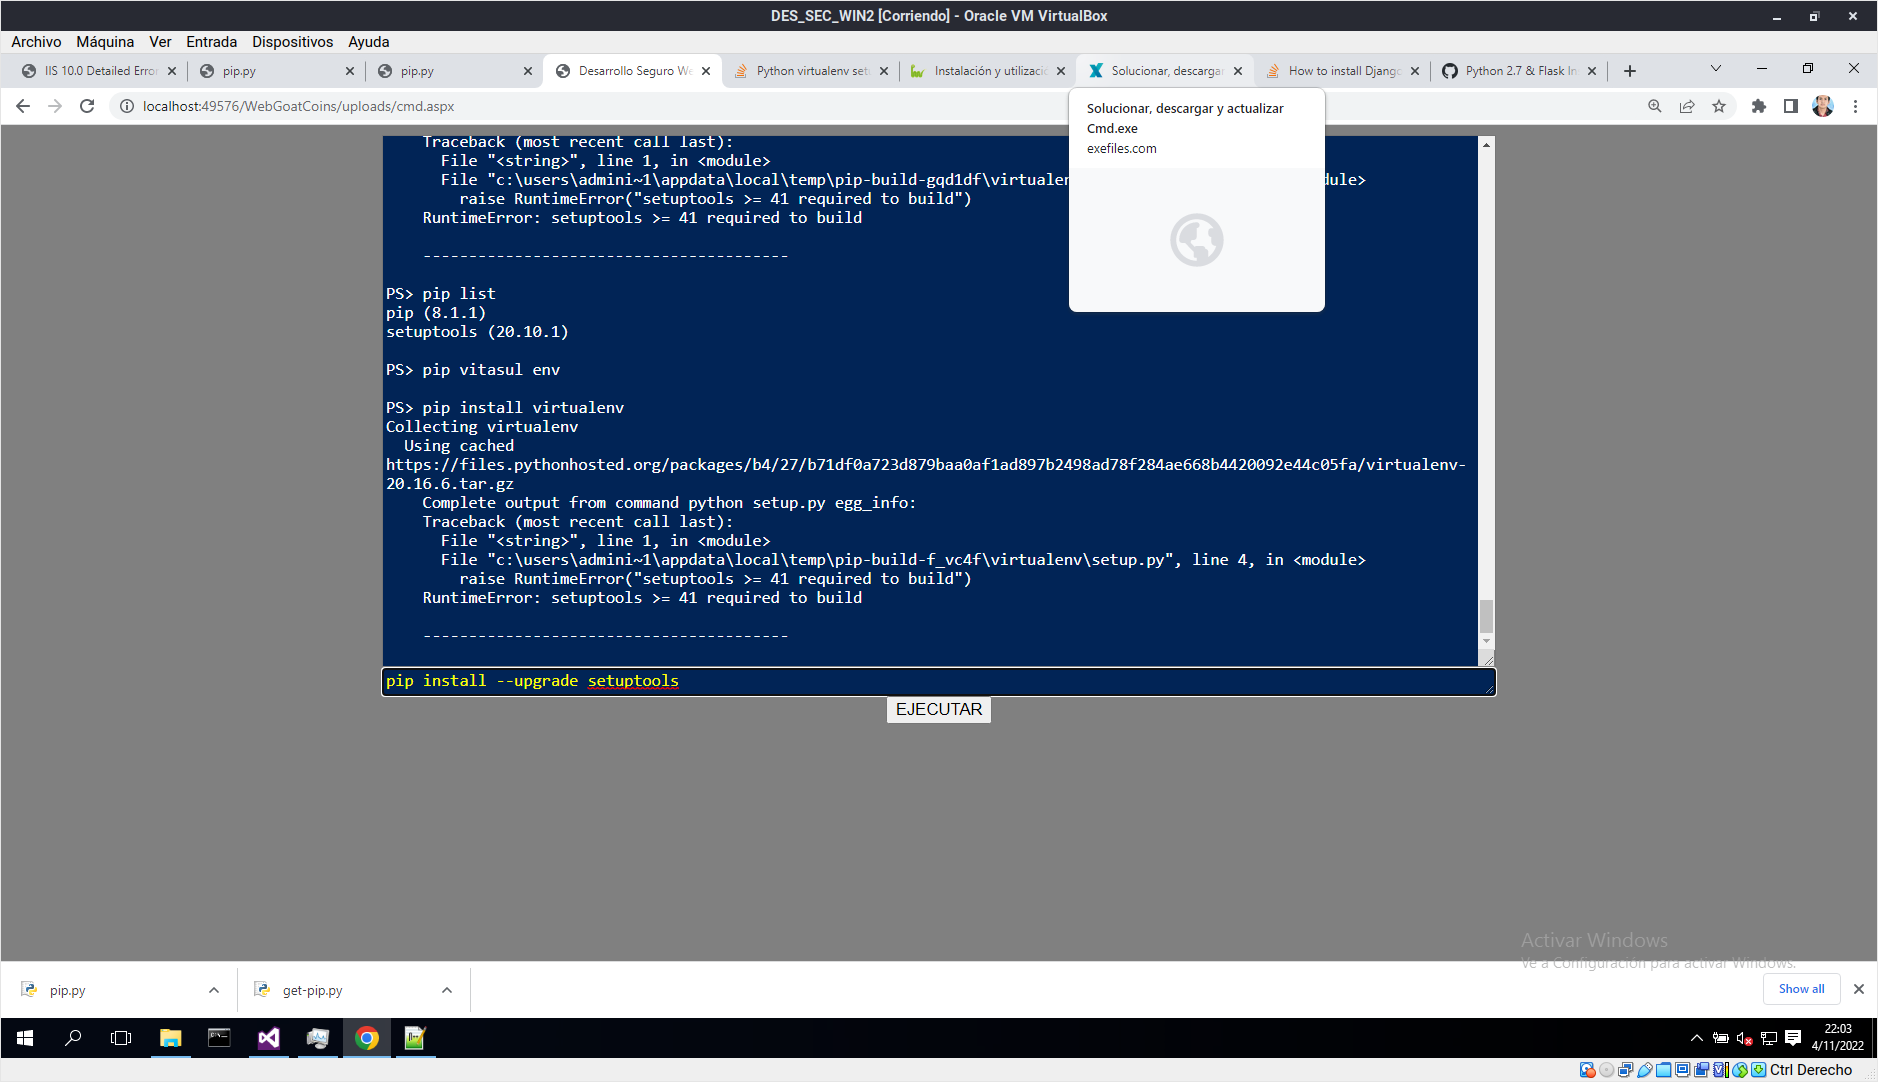 DES_SEC_WIN2 [Corriendo] - Oracle VM VirtualBox
Archivo Máquina Ver Entrada Dispositivos Ayuda
IIS 10.0 Detailed Error
pip.py
pip.py
Desarrollo Seguro We
Python virtualenv setu
Instalación y utilizació
Solucionar, descargar
How to install Django
Python 2.7 & Flask In
localhost:49576/WebGoatCoins/uploads/cmd.aspx
Solucionar, descargar y actualizar
Cmd.exe
exefiles.com
Traceback (most recent call last):
File "<string>", line 1, in <module>
File "c:\users\admini~1\appdata\local\temp\pip-build-gqd1df\virtualen dule>
raise RuntimeError("setuptools >= 41 required to build")
RuntimeError: setuptools >= 41 required to build
----------------------------------------
PS> pip list
pip (8.1.1)
setuptools (20.10.1)
PS> pip vitasul env
PS> pip install virtualenv
Collecting virtualenv
Using cached
https://files.pythonhosted.org/packages/b4/27/b71df0a723d879baa0af1ad897b2498ad78f284ae668b4420092e44c05fa/virtualenv-
20.16.6.tar.gz
Complete output from command python setup.py egg_info:
Traceback (most recent call last):
File "<string>", line 1, in <module>
File "c:\users\admini~1\appdata\local\temp\pip-build-f_vc4f\virtualenv\setup.py", line 4, in <module>
raise RuntimeError("setuptools >= 41 required to build")
RuntimeError: setuptools >= 41 required to build
----------------------------------------
pip install --upgrade setuptools
EJECUTAR
Activar Windows
Ve a Configuración para activar Windows.
pip.py
get-pip.py
Show all
22:03
4/11/2022
Ctrl Derecho